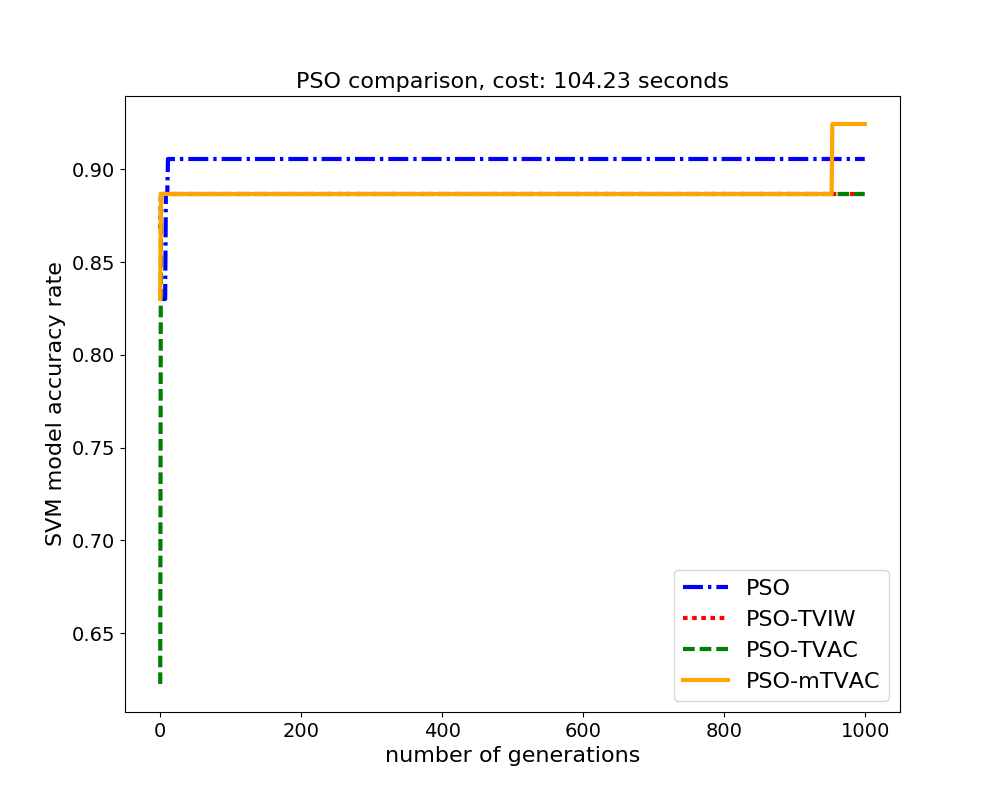 PSO comparison, cost: 104.23 seconds
SVM model accuracy rate
0.90
0.85
0.80
0.75
0.70
0.65
0
200
400
600
800
1000
number of generations
PSO
PSO-TVIW
PSO-TVAC
PSO-mTVAC